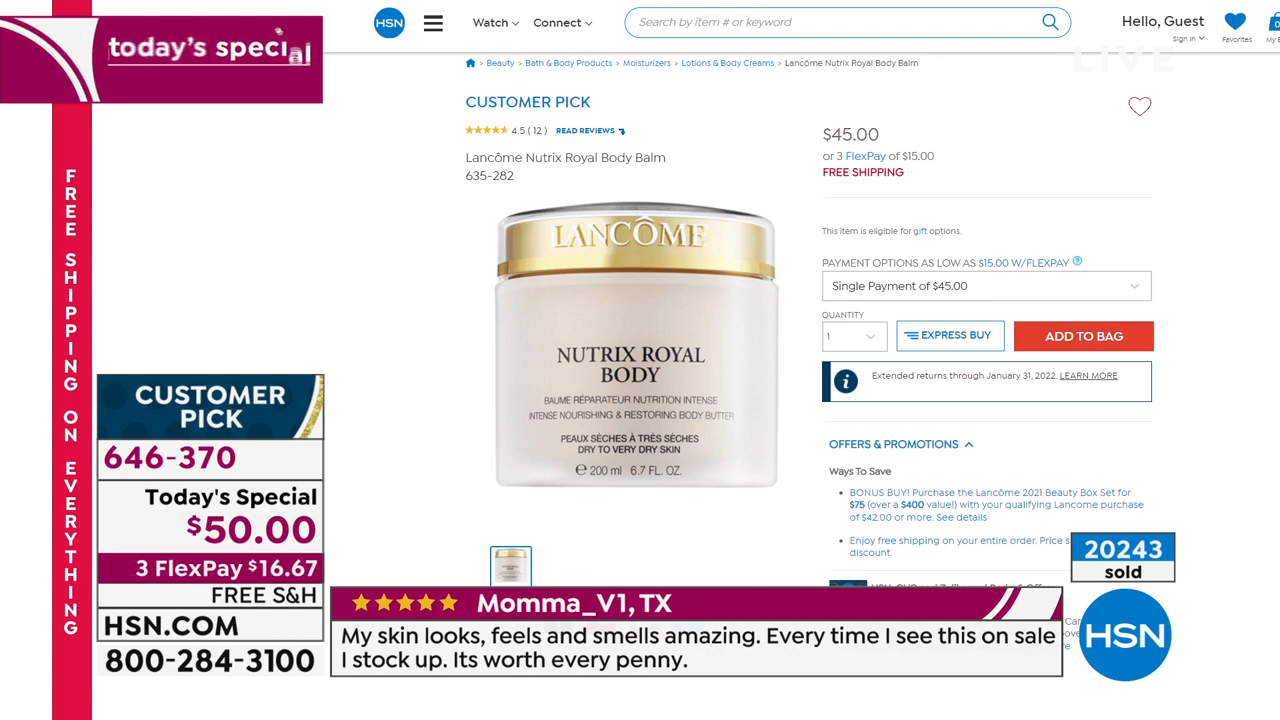 today's special
FREE SHIPPING ON EVERYTHING
CUSTOMER
PICK
646-370
Today's Special
$50.00
3 FlexPay $16.67
FREE S&H
HSN.COM
800-284-3100
HSN
Watch
Connect
Search by item # or keyword
Hello, Guest
Sign In
Favorites
0
LIVE
> Beauty > Bath & Body Products > Moisturizers > Lotions & Body Creams > Lancôme Nutrix Royal Body Balm
CUSTOMER PICK
4.5 ( 12 ) READ REVIEWS
Lancôme Nutrix Royal Body Balm
635-282
LANCÔME
NUTRIX ROYAL
BODY
BAUME RÉPARATEUR NUTRITION INTENSE
INTENSE NOURISHING & RESTORING BODY BUTTER
PEAUX SÈCHES À TRÈS SÈCHES
DRY TO VERY DRY SKIN
℮ 200 ml 6.7 FL. OZ.
$45.00
or 3 FlexPay of $15.00
FREE SHIPPING
This item is eligible for gift options.
PAYMENT OPTIONS AS LOW AS $15.00 W/FLEXPAY ?
Single Payment of $45.00
QUANTITY
1
EXPRESS BUY
ADD TO BAG
Extended returns through January 31, 2022. LEARN MORE
OFFERS & PROMOTIONS
Ways To Save
• BONUS BUY! Purchase the Lancôme 2021 Beauty Box Set for
$75 (over a $400 value!) with your qualifying Lancome purchase
of $42.00 or more. See details
• Enjoy free shipping on your entire order. Price
discount.
20243
sold
Momma_V1, TX
My skin looks, feels and smells amazing. Every time I see this on sale
I stock up. Its worth every penny.
HSN